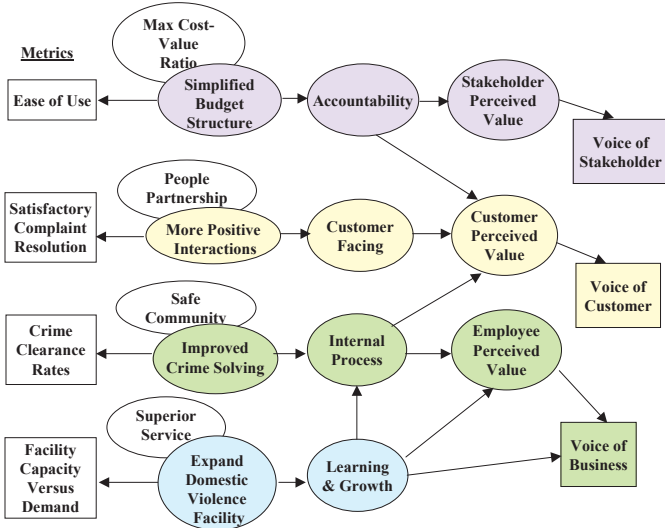 Metrics
Max Cost-
Value
Ratio
Ease of Use
Simplified
Budget
Structure
Accountability
Stakeholder
Perceived
Value
Voice of
Stakeholder
People
Partnership
Satisfactory
Complaint
Resolution
More Positive
Interactions
Customer
Facing
Customer
Perceived
Value
Voice of
Customer
Safe
Community
Crime
Clearance
Rates
Improved
Crime Solving
Internal
Process
Employee
Perceived
Value
Superior
Service
Facility
Capacity
Versus
Demand
Expand
Domestic
Violence
Facility
Learning
& Growth
Voice of
Business